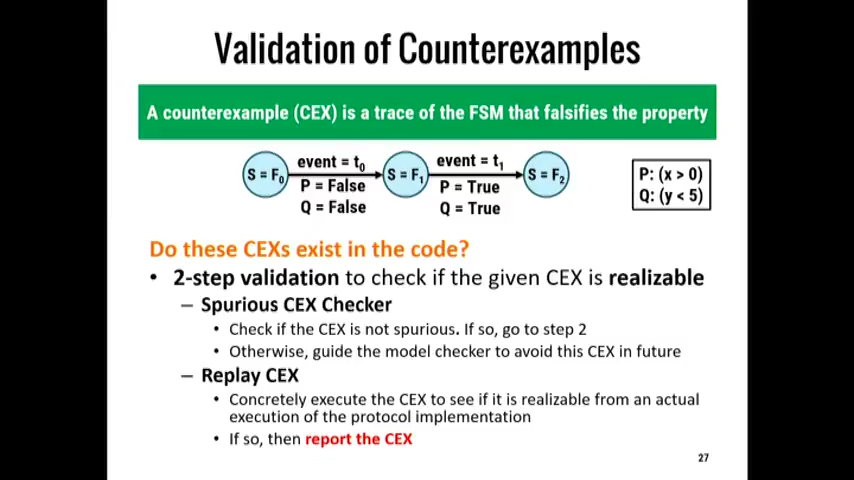 Validation of Counterexamples
A counterexample (CEX) is a trace of the FSM that falsifies the property
S = F₀
event = t₀
P = False
Q = False
S = F₁
event = t₁
P = True
Q = True
S = F₂
P: (x > 0)
Q: (y < 5)
Do these CEXs exist in the code?
• 2-step validation to check if the given CEX is realizable
– Spurious CEX Checker
• Check if the CEX is not spurious. If so, go to step 2
• Otherwise, guide the model checker to avoid this CEX in future
– Replay CEX
• Concretely execute the CEX to see if it is realizable from an actual
execution of the protocol implementation
• If so, then report the CEX
27